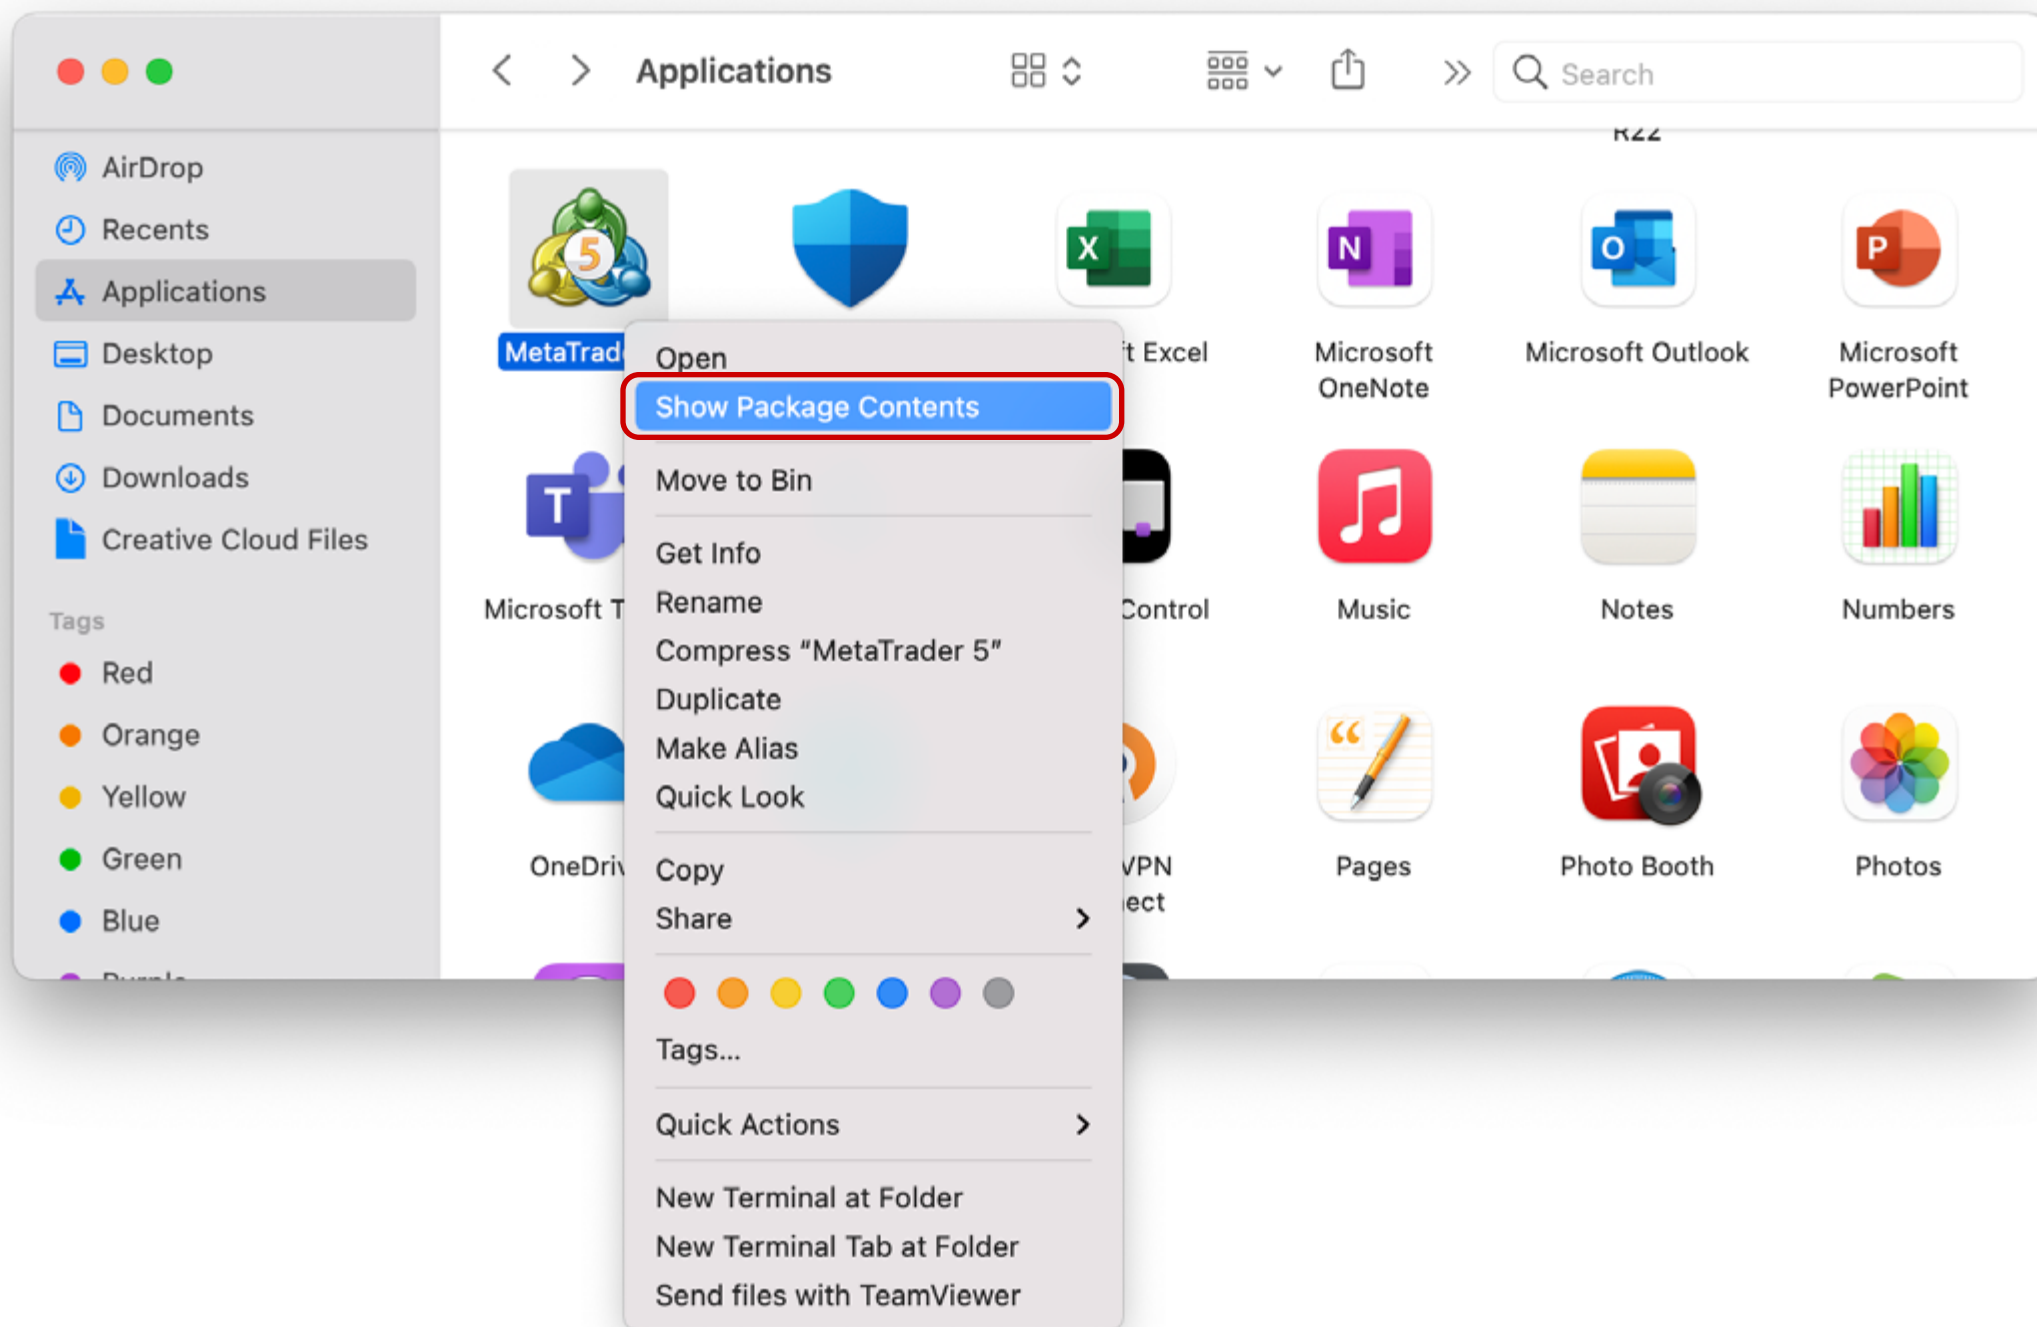 Applications
Search
AirDrop
Recents
Applications
Desktop
Documents
Downloads
Creative Cloud Files
Tags
Red
Orange
Yellow
Green
Blue
R22
5
X
N
O
P
MetaTrad
t Excel
Microsoft
OneNote
Microsoft Outlook
Microsoft
PowerPoint
T
Microsoft T
Control
Music
Notes
Numbers
OneDriv
VPN
ect
Pages
Photo Booth
Photos
Open
Show Package Contents
Move to Bin
Get Info
Rename
Compress “MetaTrader 5”
Duplicate
Make Alias
Quick Look
Copy
Share
Tags...
Quick Actions
New Terminal at Folder
New Terminal Tab at Folder
Send files with TeamViewer